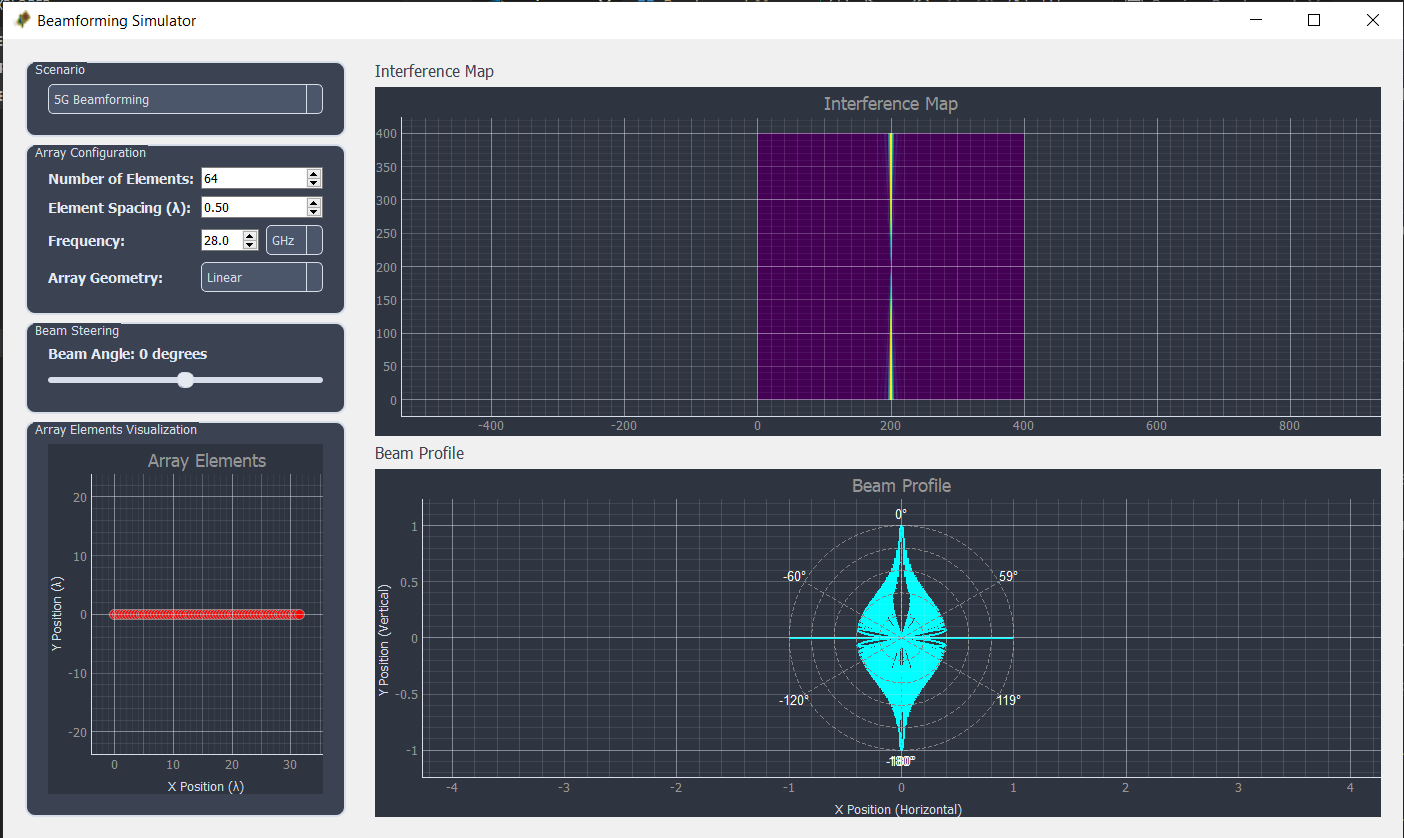 Beamforming Simulator
Scenario
5G Beamforming
Array Configuration
Number of Elements: 64
Element Spacing (λ): 0.50
Frequency: 28.0 GHz
Array Geometry: Linear
Beam Steering
Beam Angle: 0 degrees
Array Elements Visualization
Array Elements
20
10
0
-10
-20
Y Position (λ)
0 10 20 30
X Position (λ)
Interference Map
Interference Map
400
350
300
250
200
150
100
50
0
-400 -200 0 200 400 600 800
Beam Profile
Beam Profile
1
0.5
0
-0.5
-1
Y Position (Vertical)
0°
-60° 59°
-120° 119°
-180°
-4 -3 -2 -1 0 1 2 3 4
X Position (Horizontal)